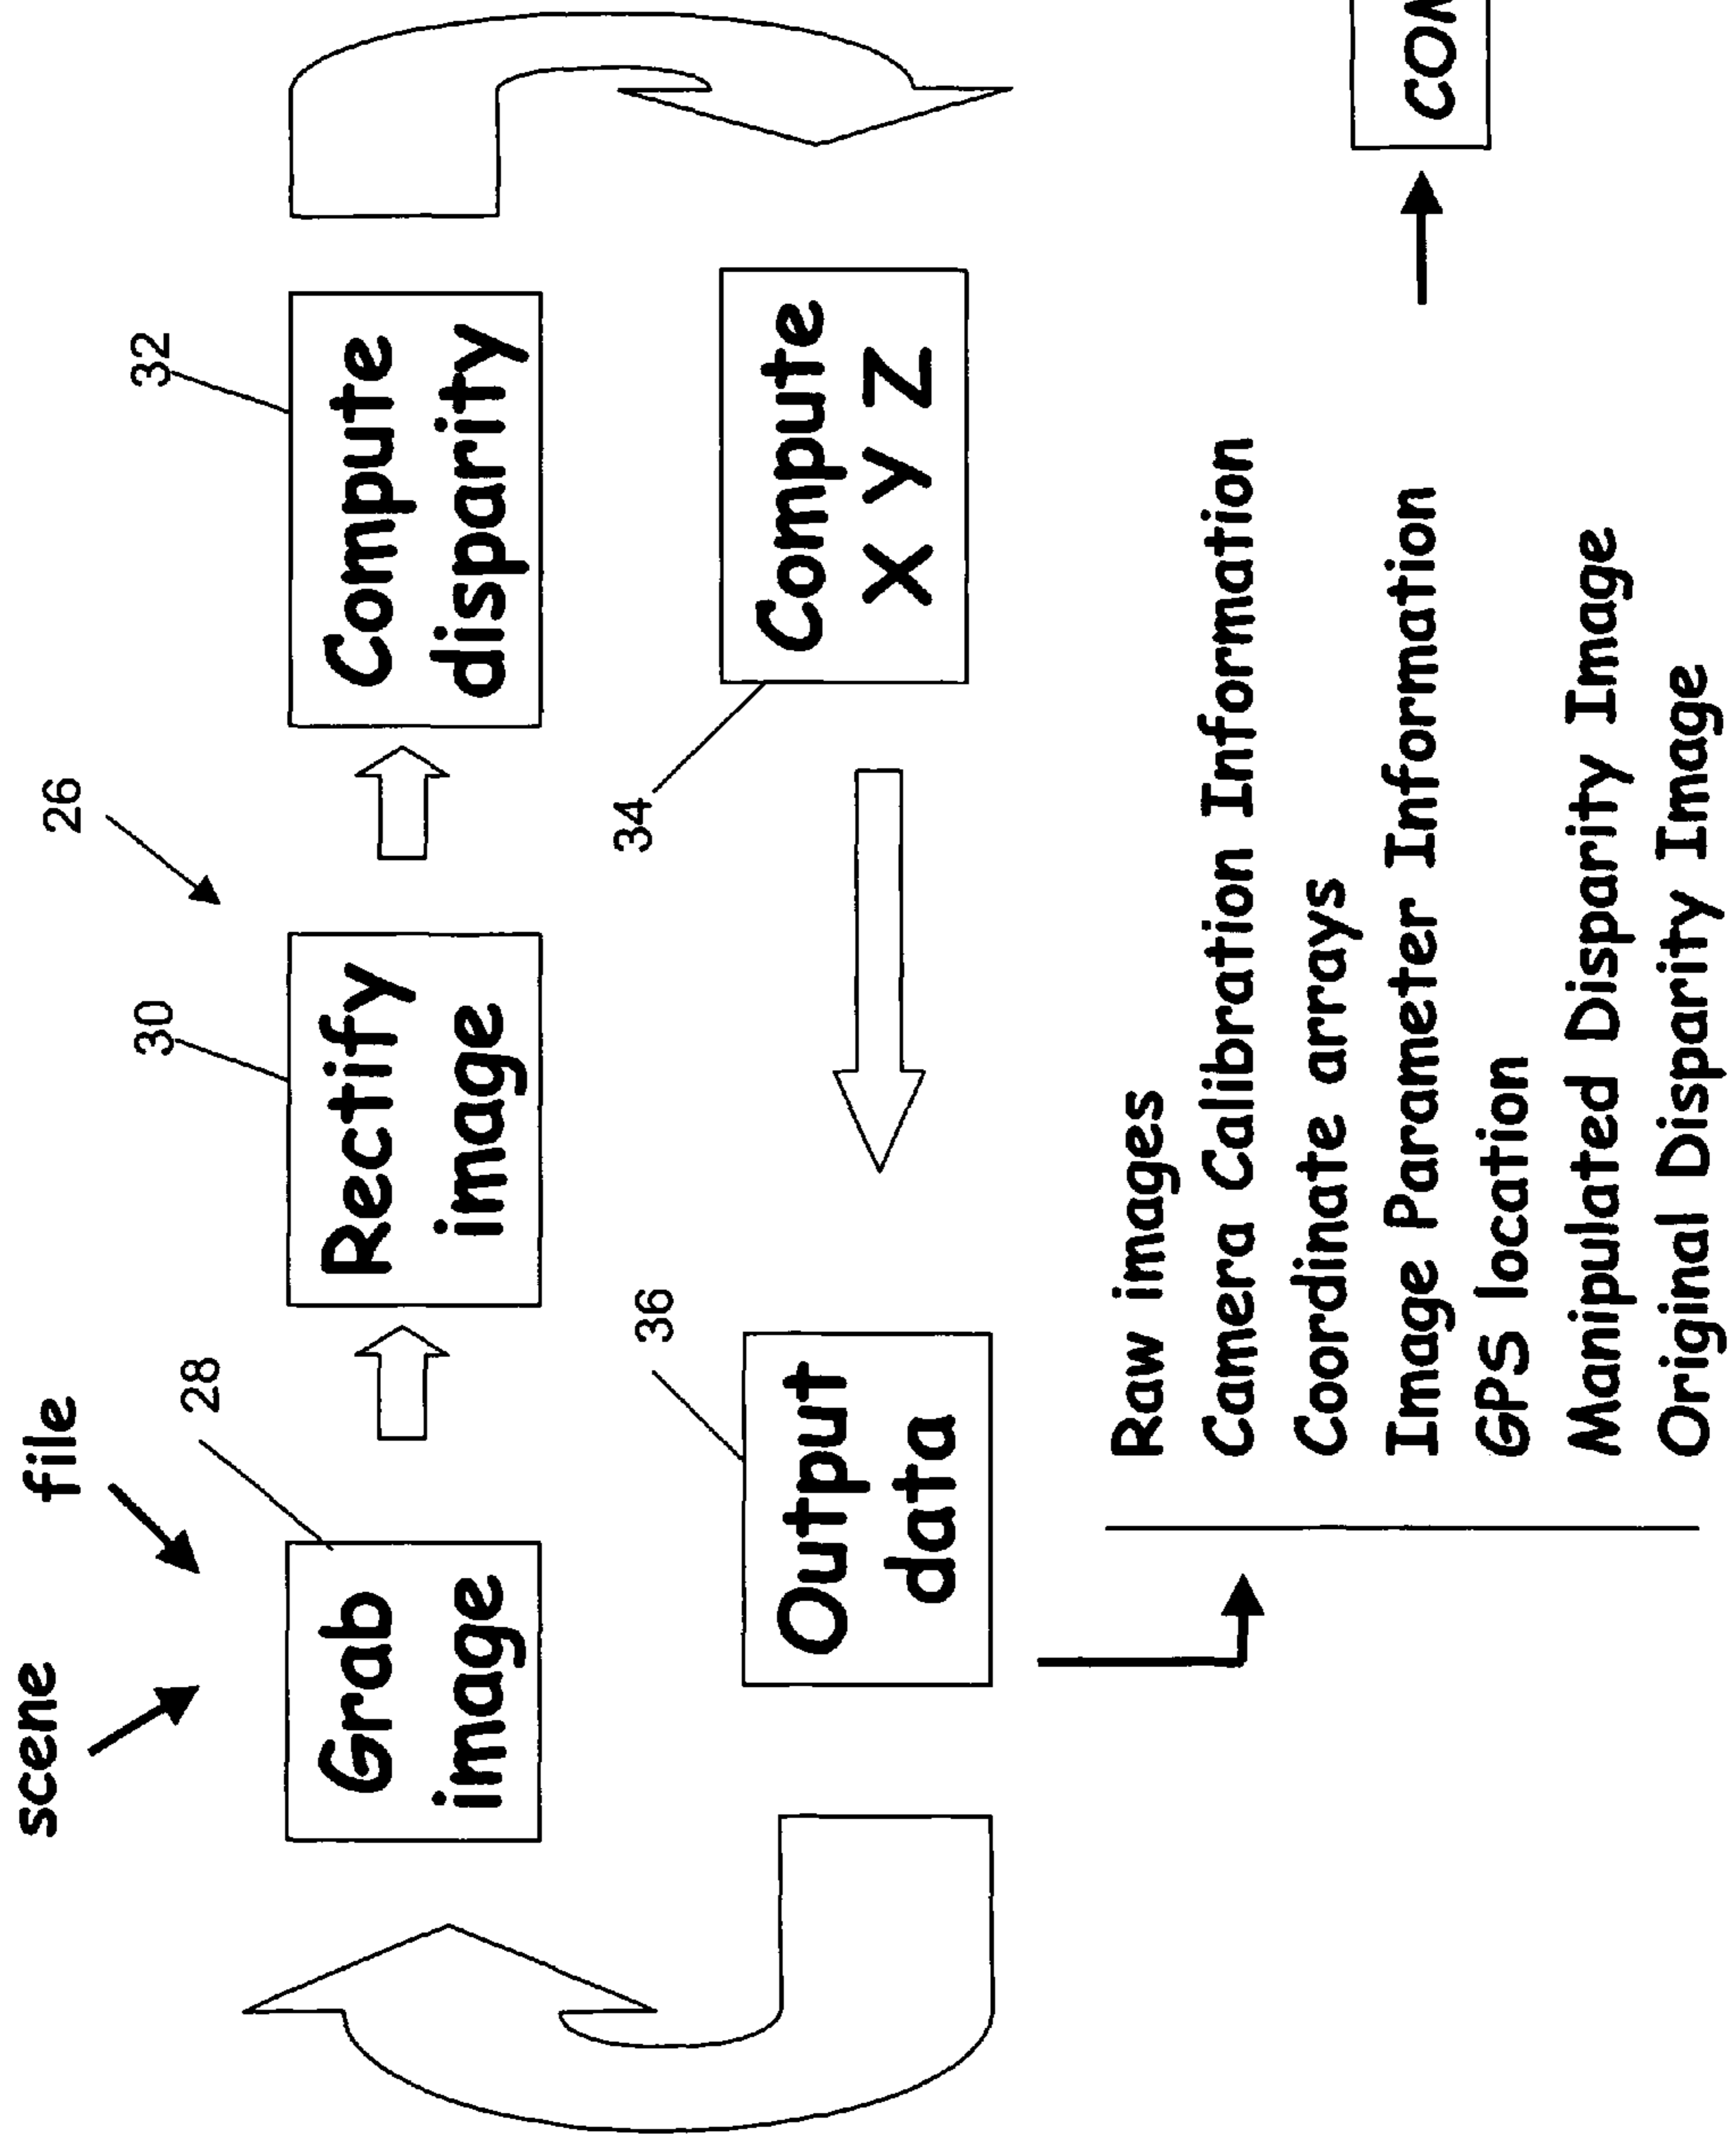 scene
file
26
28
30
32
Grab
image
Rectify
image
Compute
disparity
34
36
Output
data
Compute
x y z
Raw images
Camera Calibration Information
Coordinate arrays
Image Parameter Information
GPS location
Manipulated Disparity Image
Original Disparity Image